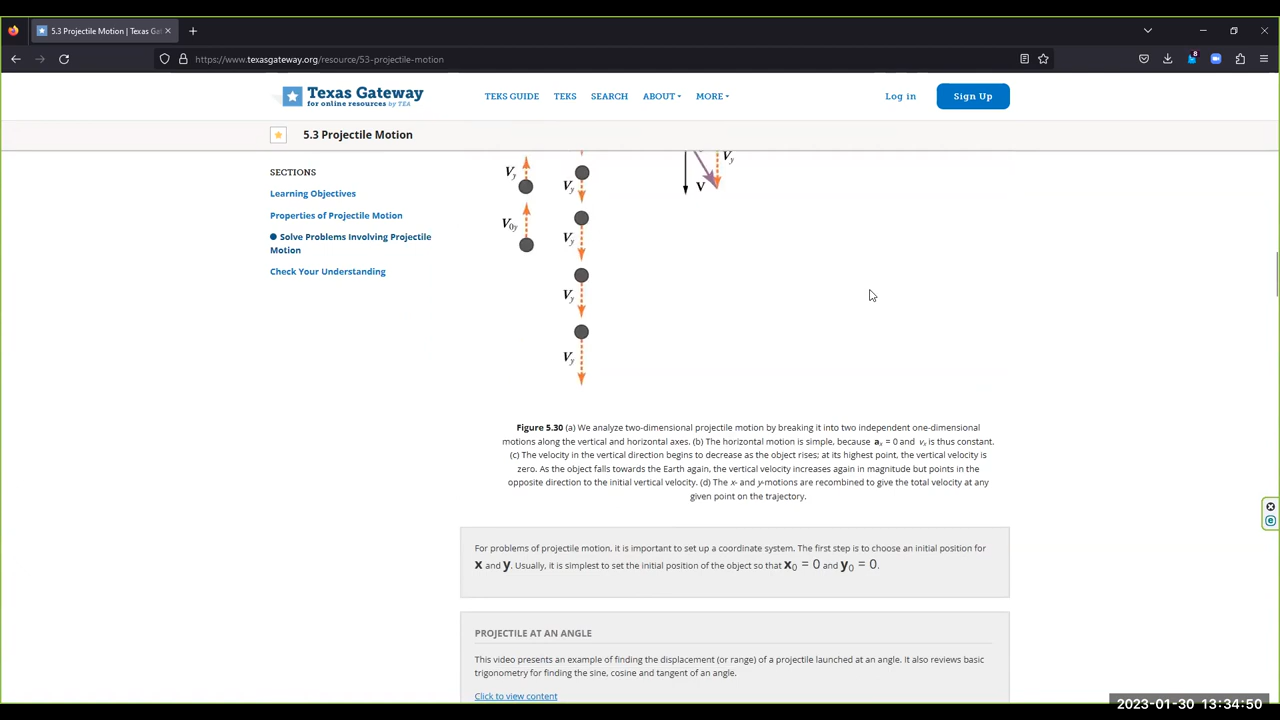 5.3 Projectile Motion | Texas Ga
https://www.texasgateway.org/resource/53-projectile-motion
8
Texas Gateway
for online resources by TEA
TEKS GUIDE TEKS SEARCH ABOUT MORE
Log in
Sign Up
5.3 Projectile Motion
SECTIONS
Learning Objectives
Properties of Projectile Motion
Solve Problems Involving Projectile
Motion
Check Your Understanding
Vy
Vy
Vy
V
V0y
Vy
Vy
Vy
Figure 5.30 (a) We analyze two-dimensional projectile motion by breaking it into two independent one-dimensional
motions along the vertical and horizontal axes. (b) The horizontal motion is simple, because ax = 0 and vx is thus constant.
(c) The velocity in the vertical direction begins to decrease as the object rises; at its highest point, the vertical velocity is
zero. As the object falls towards the Earth again, the vertical velocity increases again in magnitude but points in the
opposite direction to the initial vertical velocity. (d) The x- and y-motions are recombined to give the total velocity at any
given point on the trajectory.
For problems of projectile motion, it is important to set up a coordinate system. The first step is to choose an initial position for
x and y. Usually, it is simplest to set the initial position of the object so that x0 = 0 and y0 = 0.
PROJECTILE AT AN ANGLE
This video presents an example of finding the displacement (or range) of a projectile launched at an angle. It also reviews basic
trigonometry for finding the sine, cosine and tangent of an angle.
Click to view content
2023-01-30 13:34:50